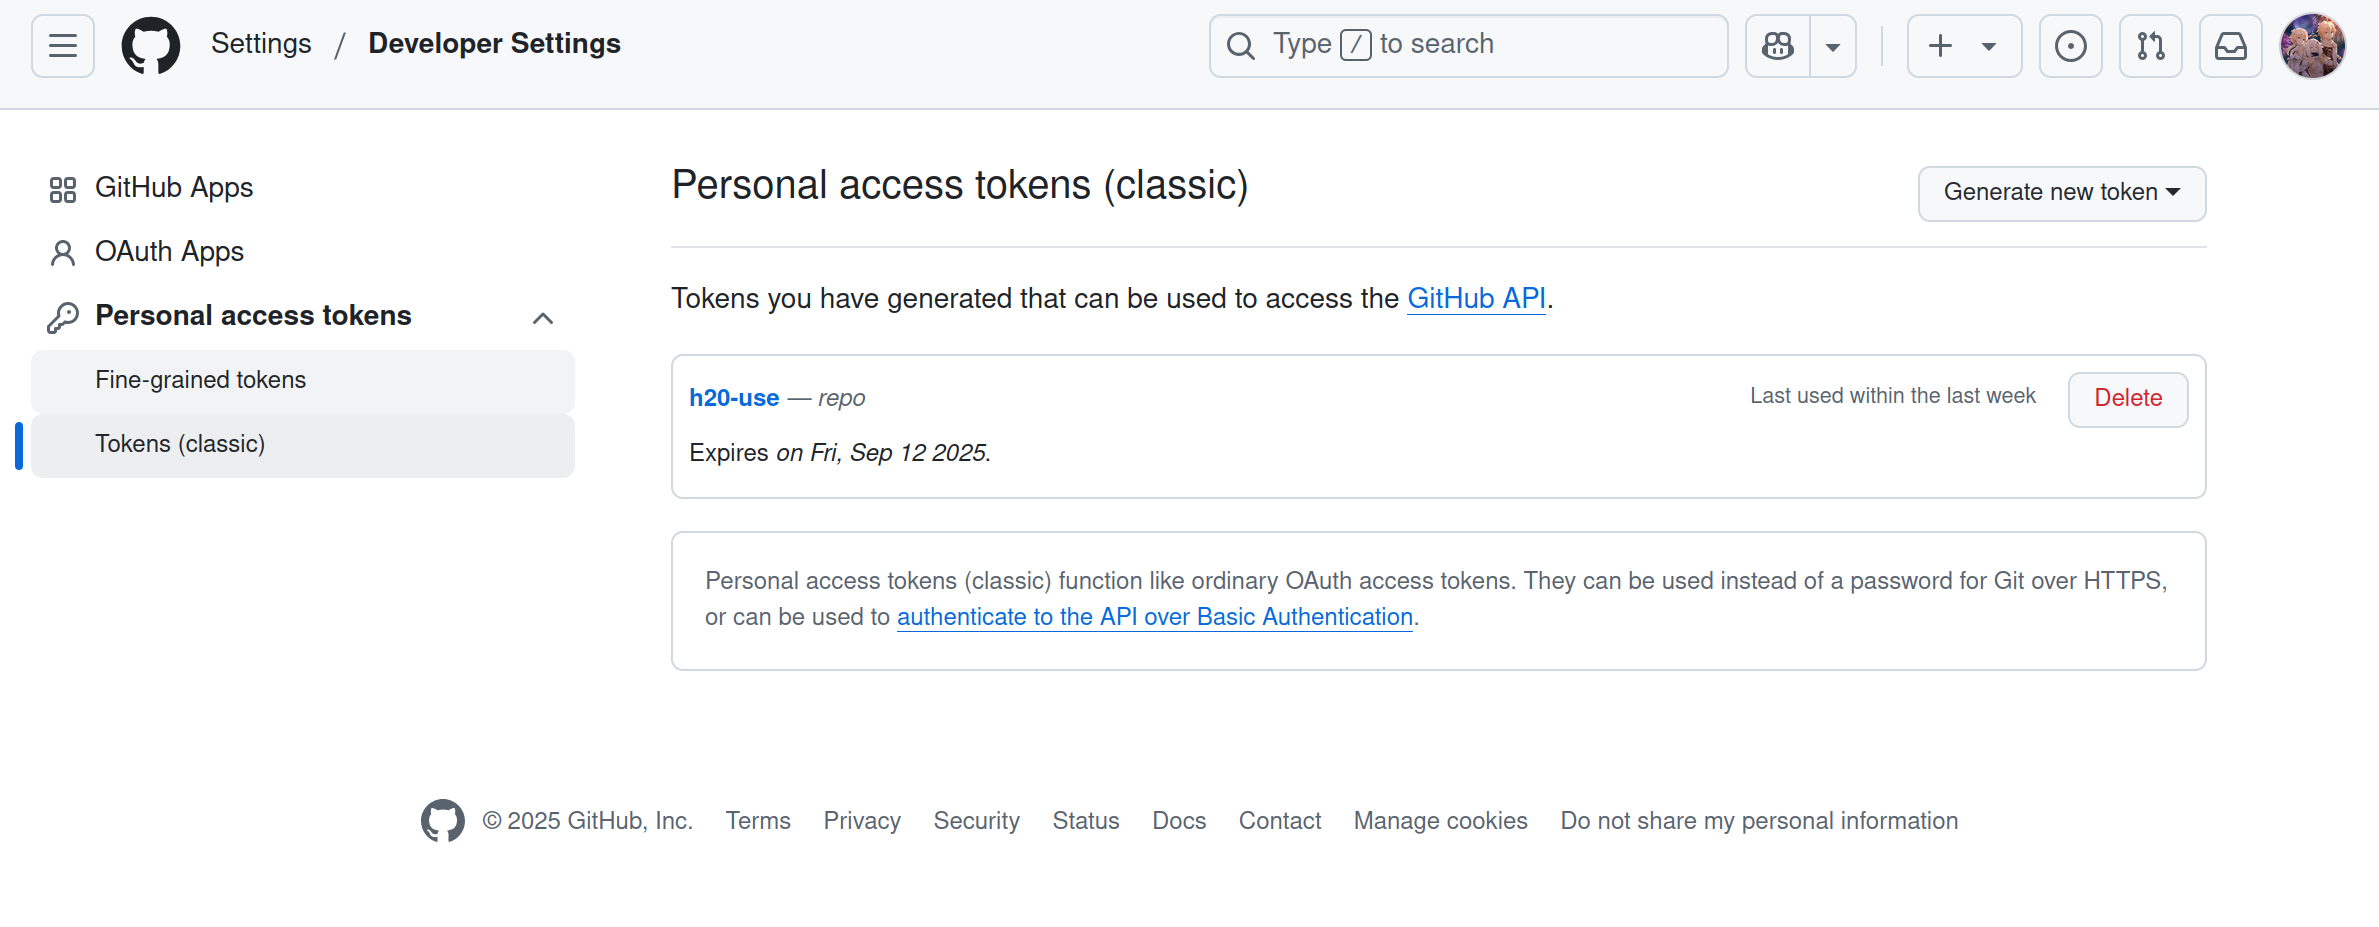 Settings / Developer Settings
Type / to search
GitHub Apps
OAuth Apps
Personal access tokens
Fine-grained tokens
Tokens (classic)
Personal access tokens (classic)
Generate new token
Tokens you have generated that can be used to access the GitHub API.
h20-use — repo
Last used within the last week
Delete
Expires on Fri, Sep 12 2025.
Personal access tokens (classic) function like ordinary OAuth access tokens. They can be used instead of a password for Git over HTTPS,
or can be used to authenticate to the API over Basic Authentication.
© 2025 GitHub, Inc. Terms Privacy Security Status Docs Contact Manage cookies Do not share my personal information